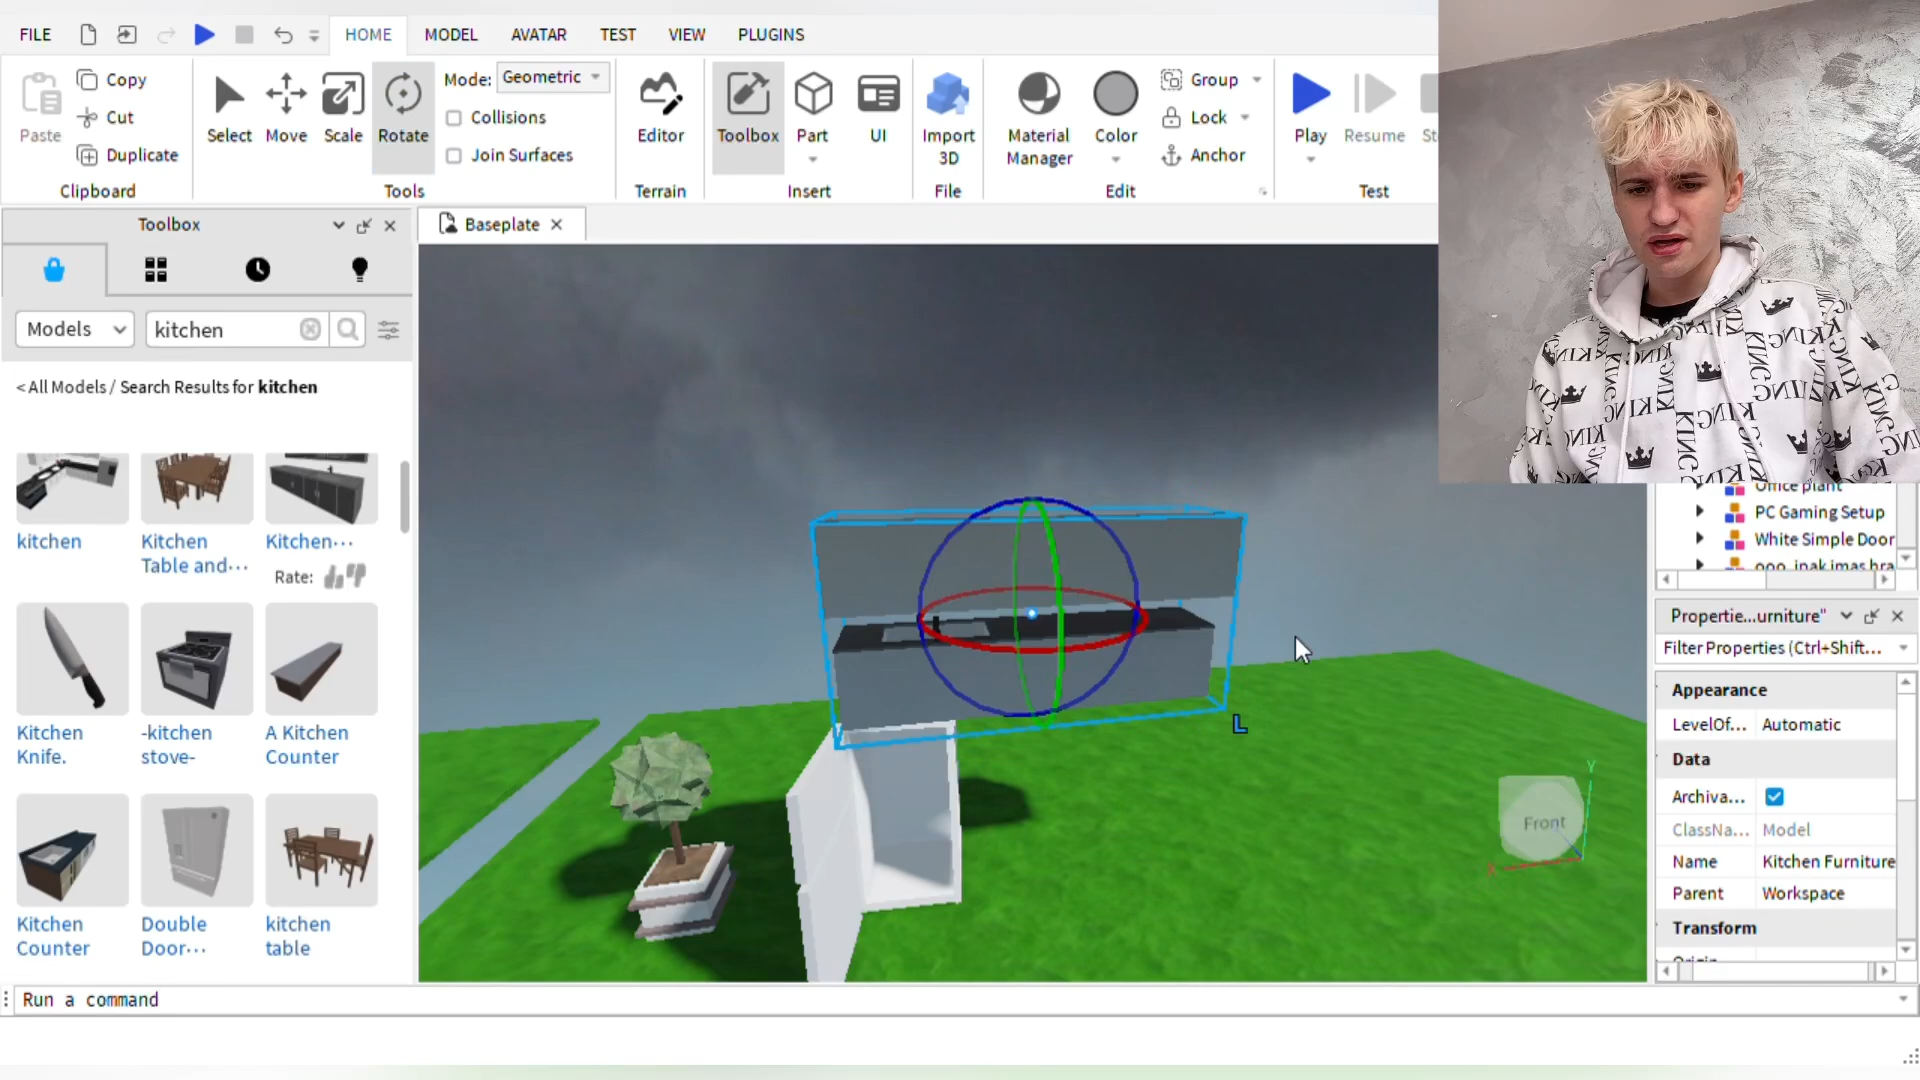 FILE HOME MODEL AVATAR TEST VIEW PLUGINS
Copy
Cut
Duplicate
Paste
Clipboard
Select Move Scale Rotate
Mode: Geometric
Collisions
Join Surfaces
Tools
Editor
Terrain
Toolbox Part UI
Insert
Import
3D
File
Material
Manager
Color
Group
Lock
Anchor
Edit
Play Resume
Test
Toolbox
Baseplate
Models
kitchen
< All Models / Search Results for kitchen
kitchen
Kitchen
Table and...
Kitchen...
Rate:
Kitchen
Knife.
-kitchen
stove-
A Kitchen
Counter
Kitchen
Counter
Double
Door...
kitchen
table
L
Front
Y
X
KING
Office plant
PC Gaming Setup
White Simple Door
Propertie...urniture"
Filter Properties (Ctrl+Shift...
Appearance
LevelOf... Automatic
Data
Archiva...
ClassNa... Model
Name Kitchen Furniture
Parent Workspace
Transform
Run a command